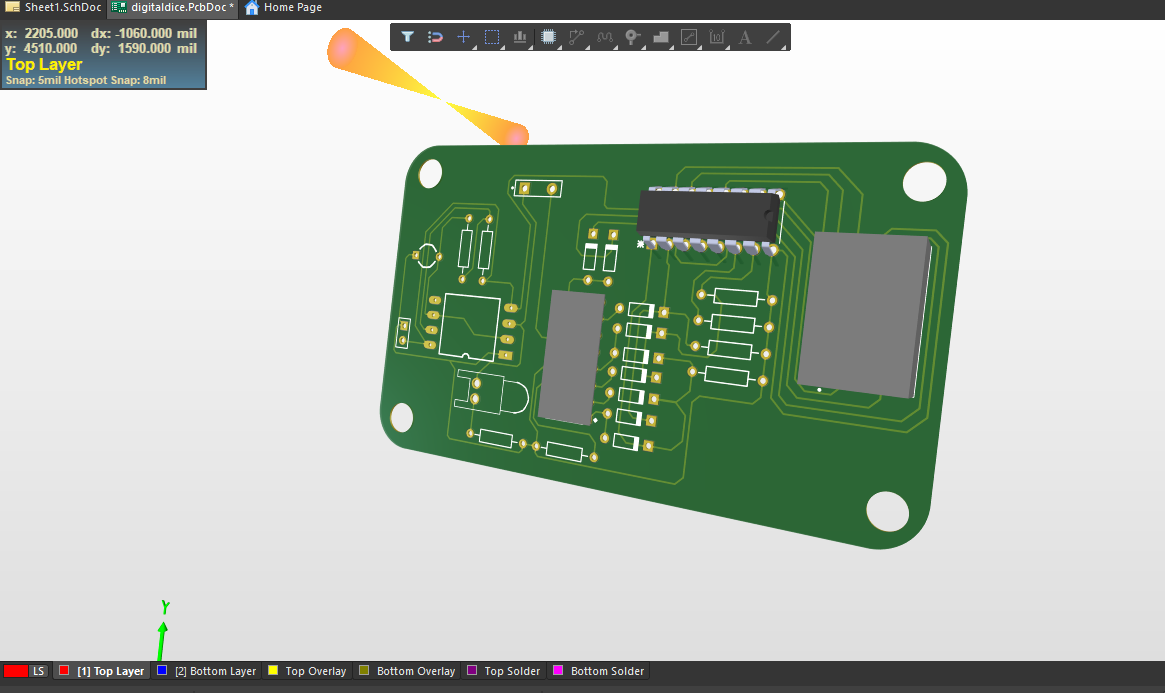 Sheet1.SchDoc digitaldice.PcbDoc * Home Page
x: 2205.000 dx: -1060.000 mil
y: 4510.000 dy: 1590.000 mil
Top Layer
Snap: 5mil Hotspot Snap: 8mil
A
Y
LS [1] Top Layer [2] Bottom Layer Top Overlay Bottom Overlay Top Solder Bottom Solder